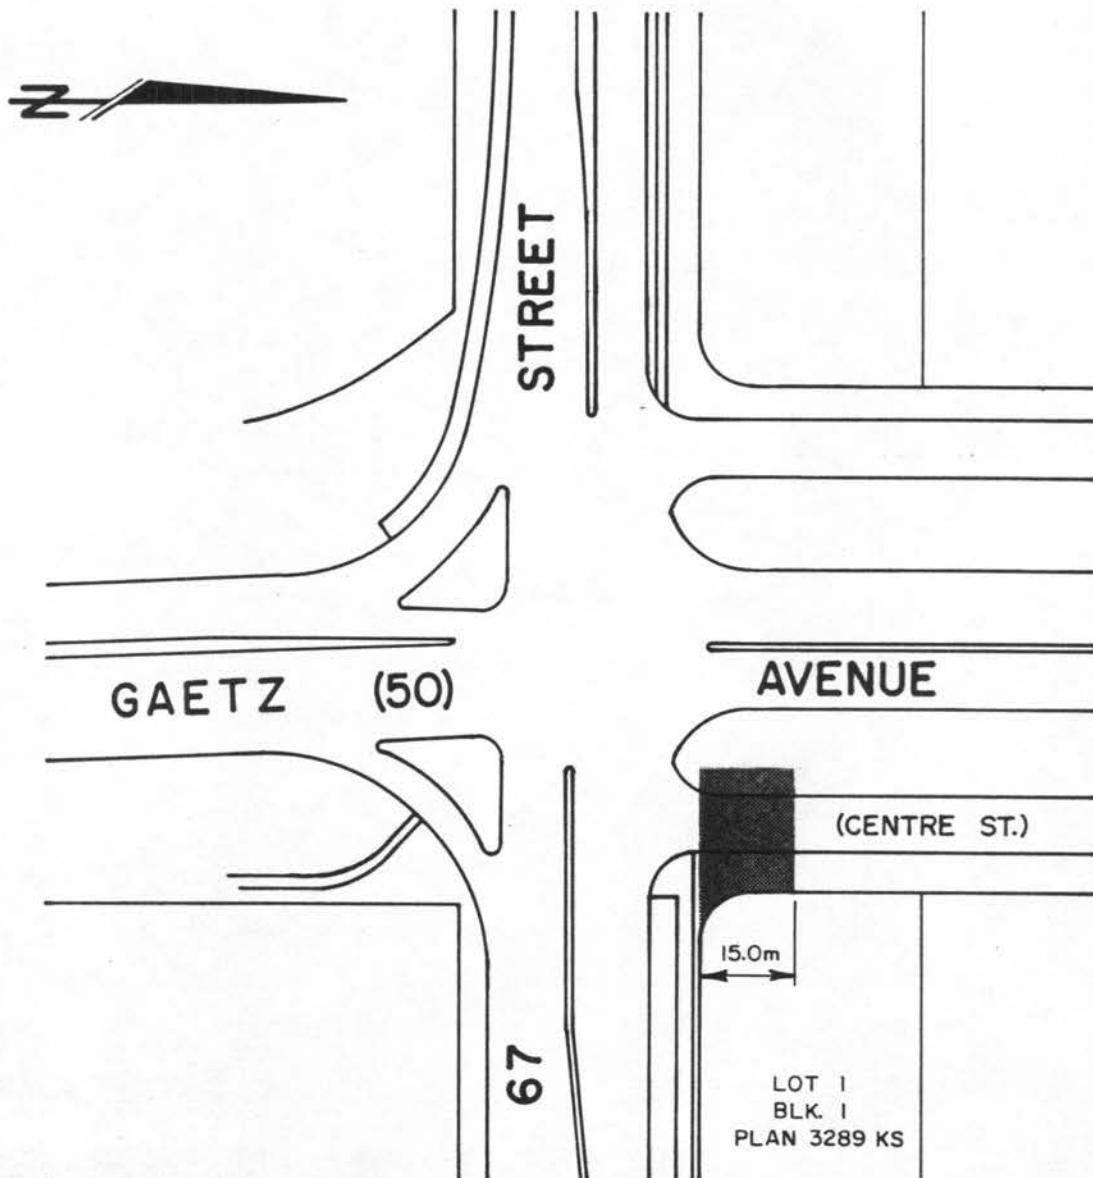 N
67 STREET
GAETZ (50) AVENUE
(CENTRE ST.)
15.0m
LOT 1
BLK. 1
PLAN 3289 KS